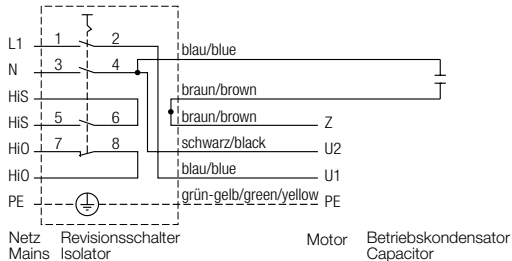 L1 1 2
blau/blue
N 3 4
braun/brown
HiS
braun/brown
HiS 5 6 Z
schwarz/black
HiO 7 8 U2
blau/blue
HiO U1
grün-gelb/green/yellow
PE PE
Netz Revisionsschalter Motor Betriebskondensator
Mains Isolator Capacitor